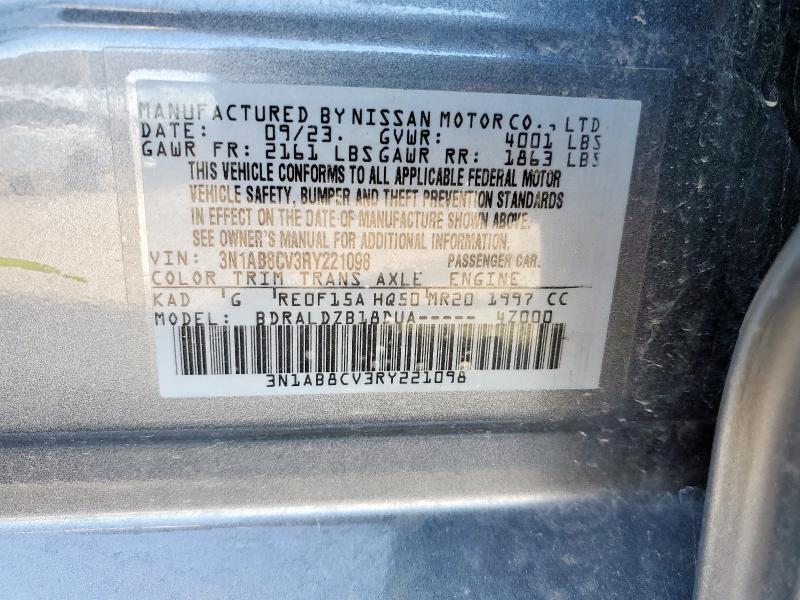 MANUFACTURED BY NISSAN MOTOR CO., LTD
DATE: 09/23. GVWR: 4001 LBS
GAWR FR: 2161 LBS GAWR RR: 1863 LBS
THIS VEHICLE CONFORMS TO ALL APPLICABLE FEDERAL MOTOR
VEHICLE SAFETY, BUMPER AND THEFT PREVENTION STANDARDS
IN EFFECT ON THE DATE OF MANUFACTURE SHOWN ABOVE.
SEE OWNER'S MANUAL FOR ADDITIONAL INFORMATION.
VIN: 3N1AB8CV3RY221098 PASSENGER CAR.
COLOR TRIM TRANS AXLE ENGINE
KAD G RE0F15A HQ50 MR20 1997 CC
MODEL: BDRALDZB18DUA----- 4Z000
3N1AB8CV3RY221098